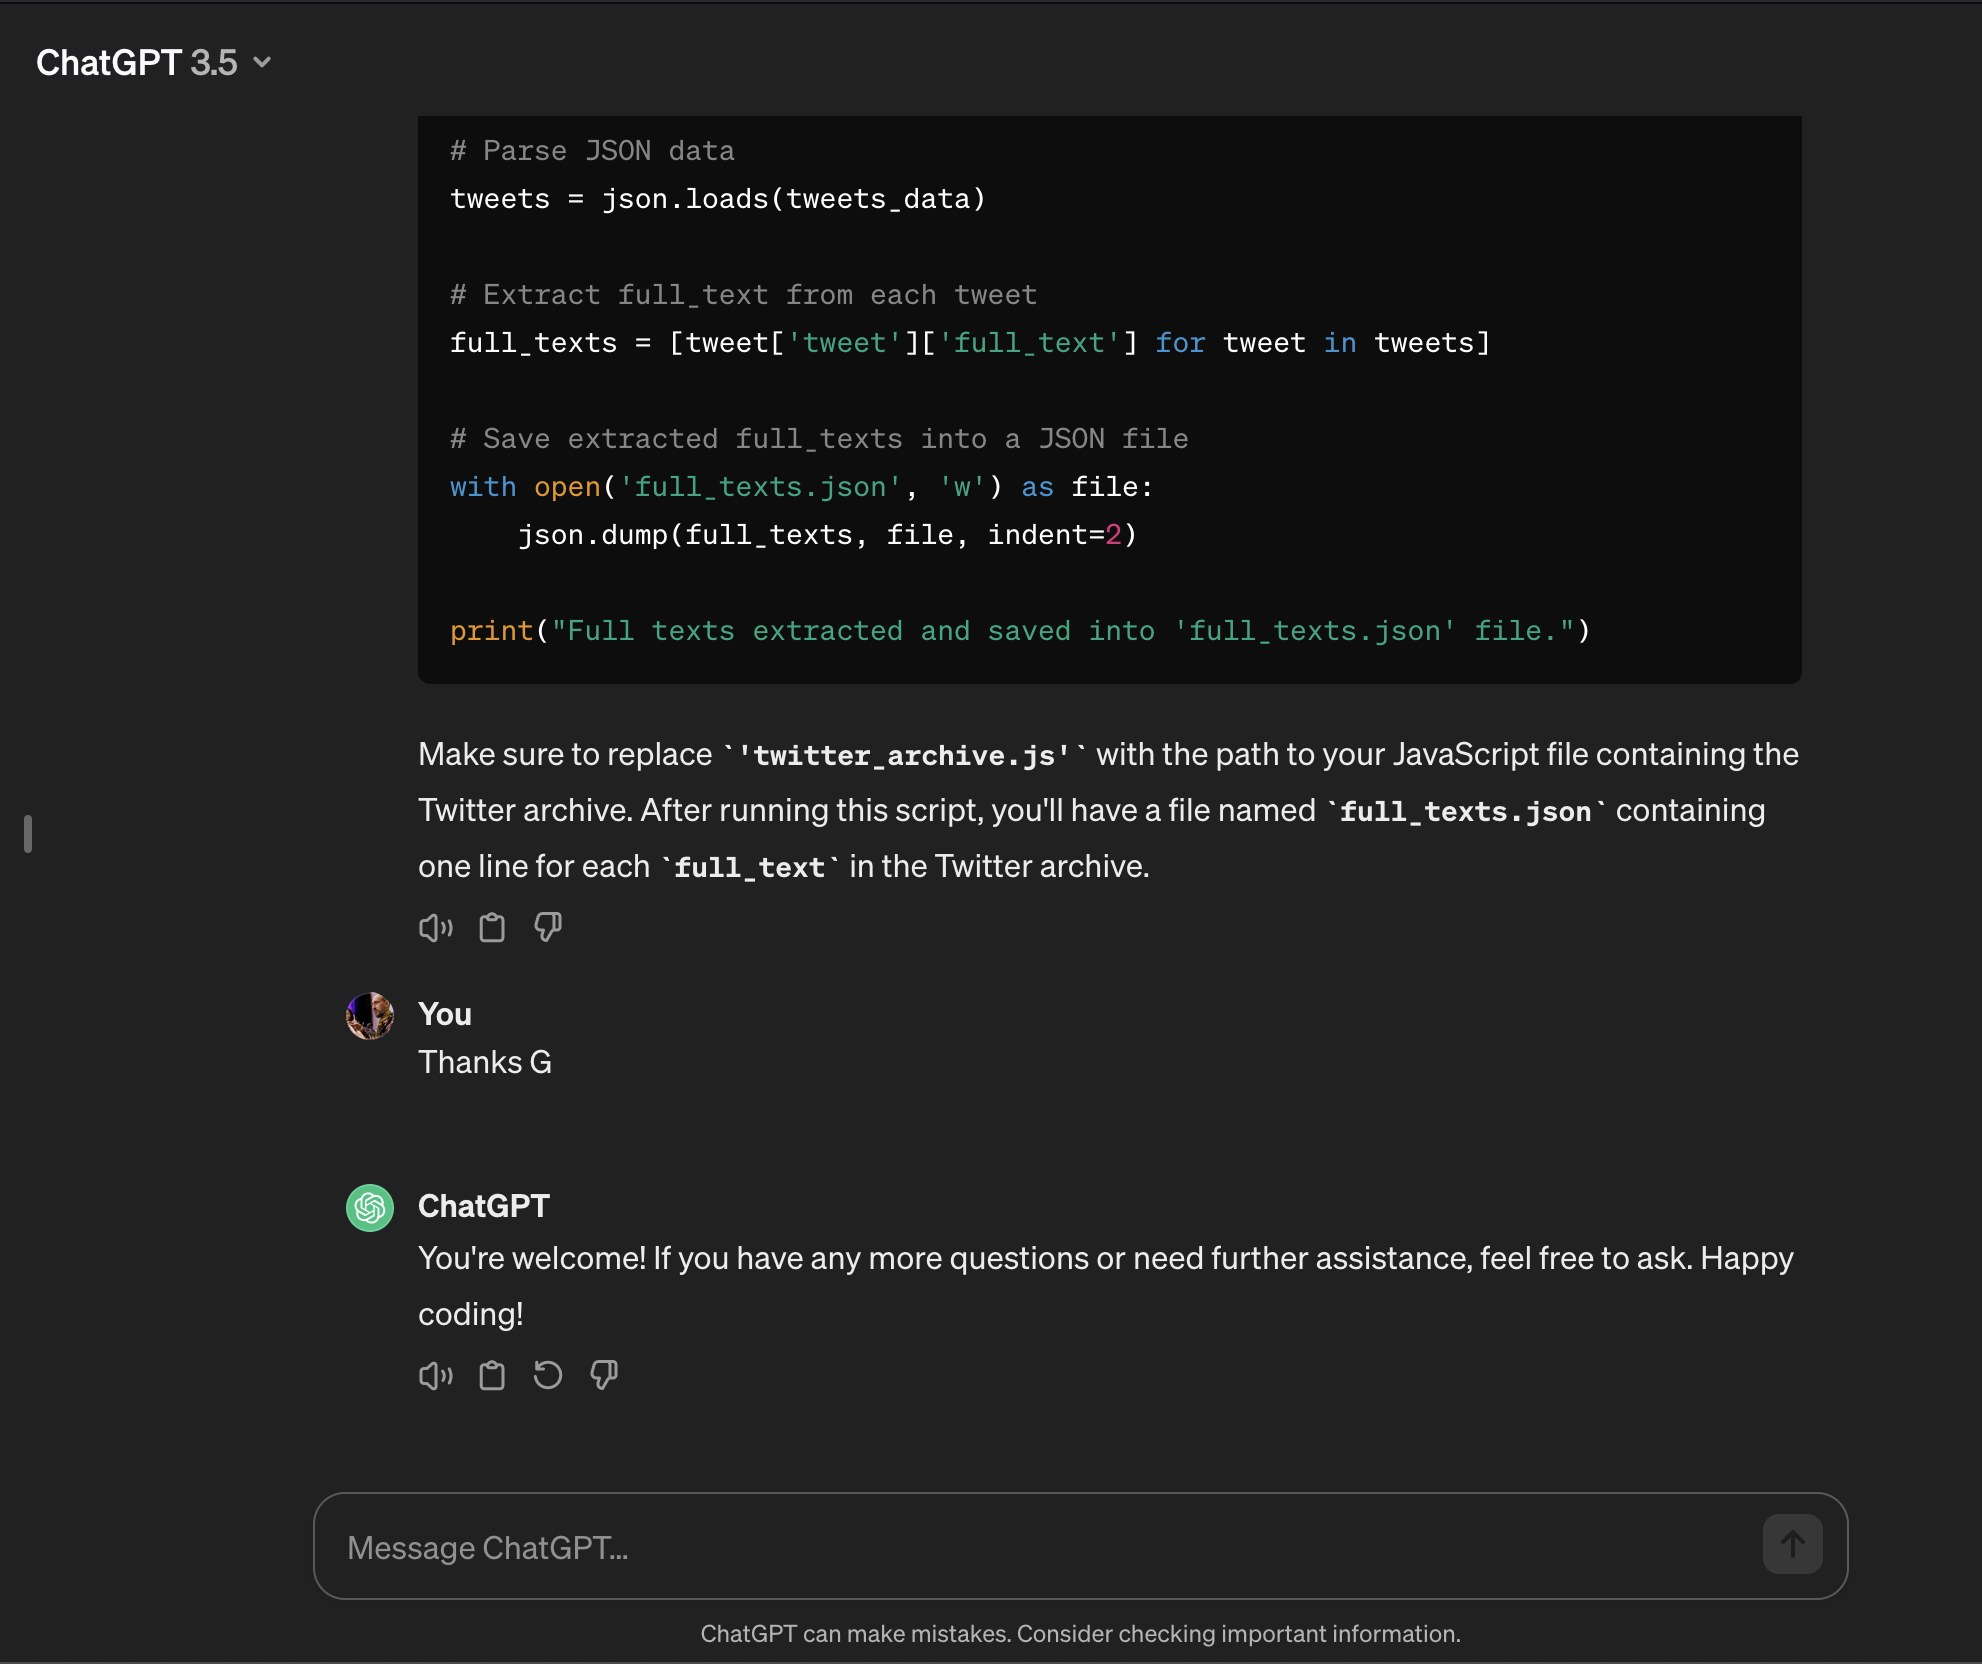 ChatGPT 3.5
# Parse JSON data
tweets = json.loads(tweets_data)
# Extract full_text from each tweet
full_texts = [tweet['tweet']['full_text'] for tweet in tweets]
# Save extracted full_texts into a JSON file
with open('full_texts.json', 'w') as file:
    json.dump(full_texts, file, indent=2)
print("Full texts extracted and saved into 'full_texts.json' file.")
Make sure to replace `'twitter_archive.js'` with the path to your JavaScript file containing the
Twitter archive. After running this script, you'll have a file named `full_texts.json` containing
one line for each `full_text` in the Twitter archive.
You
Thanks G
ChatGPT
You're welcome! If you have any more questions or need further assistance, feel free to ask. Happy
coding!
Message ChatGPT...
ChatGPT can make mistakes. Consider checking important information.